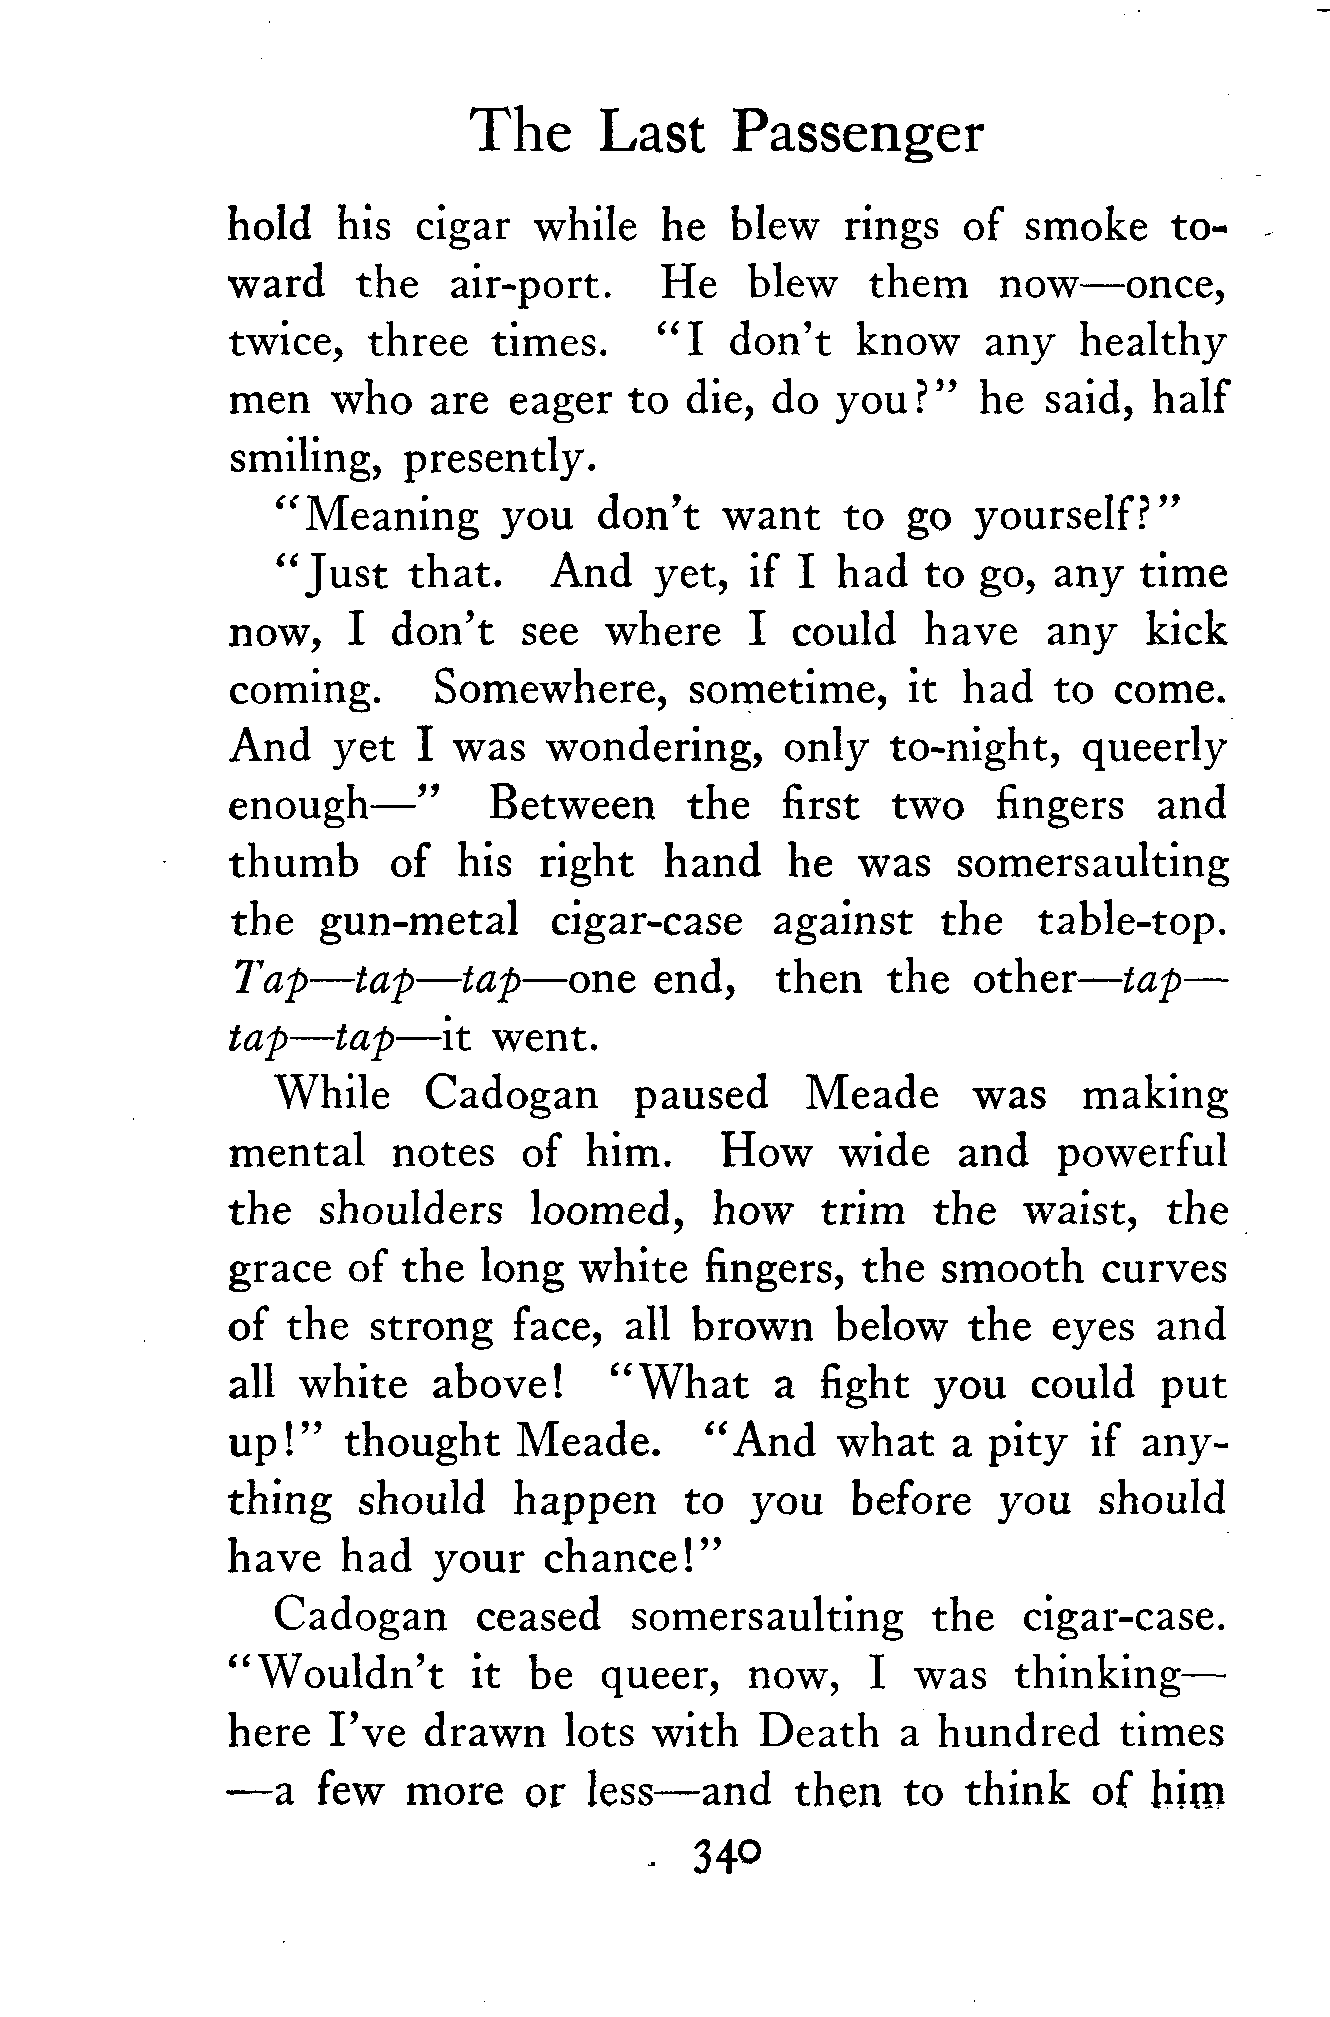 The Last Passenger
hold his cigar while he blew rings of smoke to-
ward the air-port. He blew them now—once,
twice, three times. "I don't know any healthy
men who are eager to die, do you?" he said, half
smiling, presently.
"Meaning you don't want to go yourself?"
"Just that. And yet, if I had to go, any time
now, I don't see where I could have any kick
coming. Somewhere, sometime, it had to come.
And yet I was wondering, only to-night, queerly
enough—" Between the first two fingers and
thumb of his right hand he was somersaulting
the gun-metal cigar-case against the table-top.
Tap—tap—tap—one end, then the other—tap—
tap—tap—it went.
While Cadogan paused Meade was making
mental notes of him. How wide and powerful
the shoulders loomed, how trim the waist, the
grace of the long white fingers, the smooth curves
of the strong face, all brown below the eyes and
all white above! "What a fight you could put
up!" thought Meade. "And what a pity if any-
thing should happen to you before you should
have had your chance!"
Cadogan ceased somersaulting the cigar-case.
"Wouldn't it be queer, now, I was thinking—
here I've drawn lots with Death a hundred times
—a few more or less—and then to think of him
340